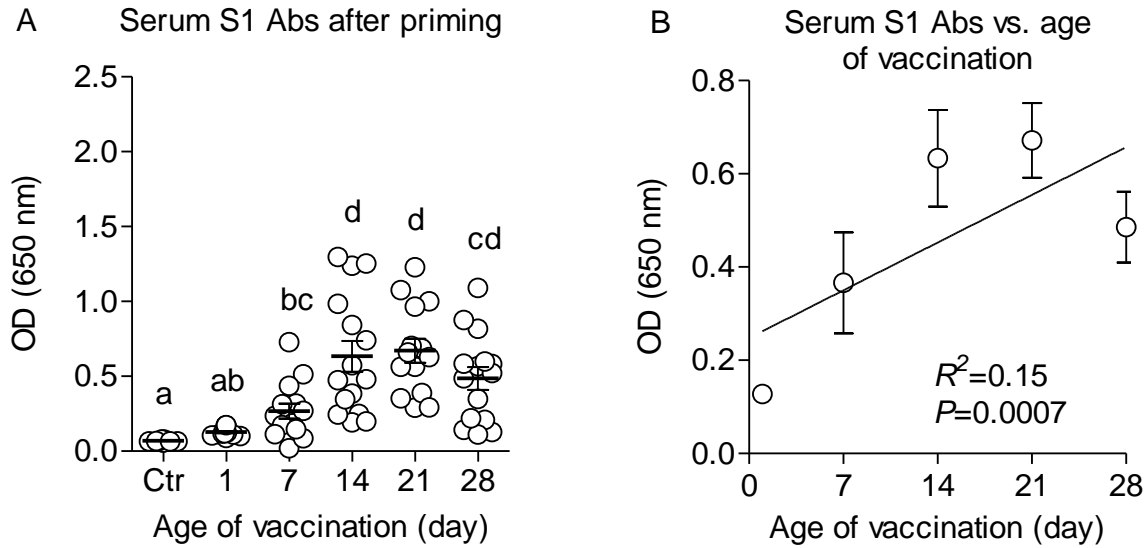 A
Serum S1 Abs after priming
2.5
2.0
1.5
1.0
0.5
0.0
OD (650 nm)
a
ab
bc
d
d
cd
Ctr 1 7 14 21 28
Age of vaccination (day)
B
Serum S1 Abs vs. age
of vaccination
0.8
0.6
0.4
0.2
0.0
OD (650 nm)
R²=0.15
P=0.0007
0 7 14 21 28
Age of vaccination (day)